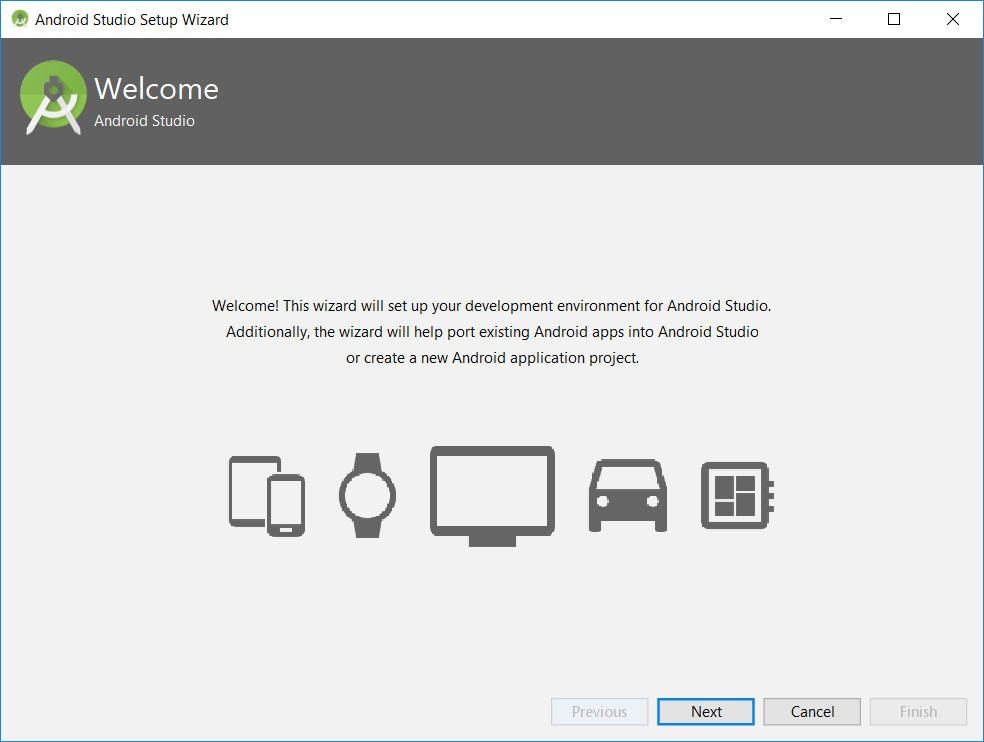 Android Studio Setup Wizard
Welcome
Android Studio
Welcome! This wizard will set up your development environment for Android Studio.
Additionally, the wizard will help port existing Android apps into Android Studio
or create a new Android application project.
Previous Next Cancel Finish